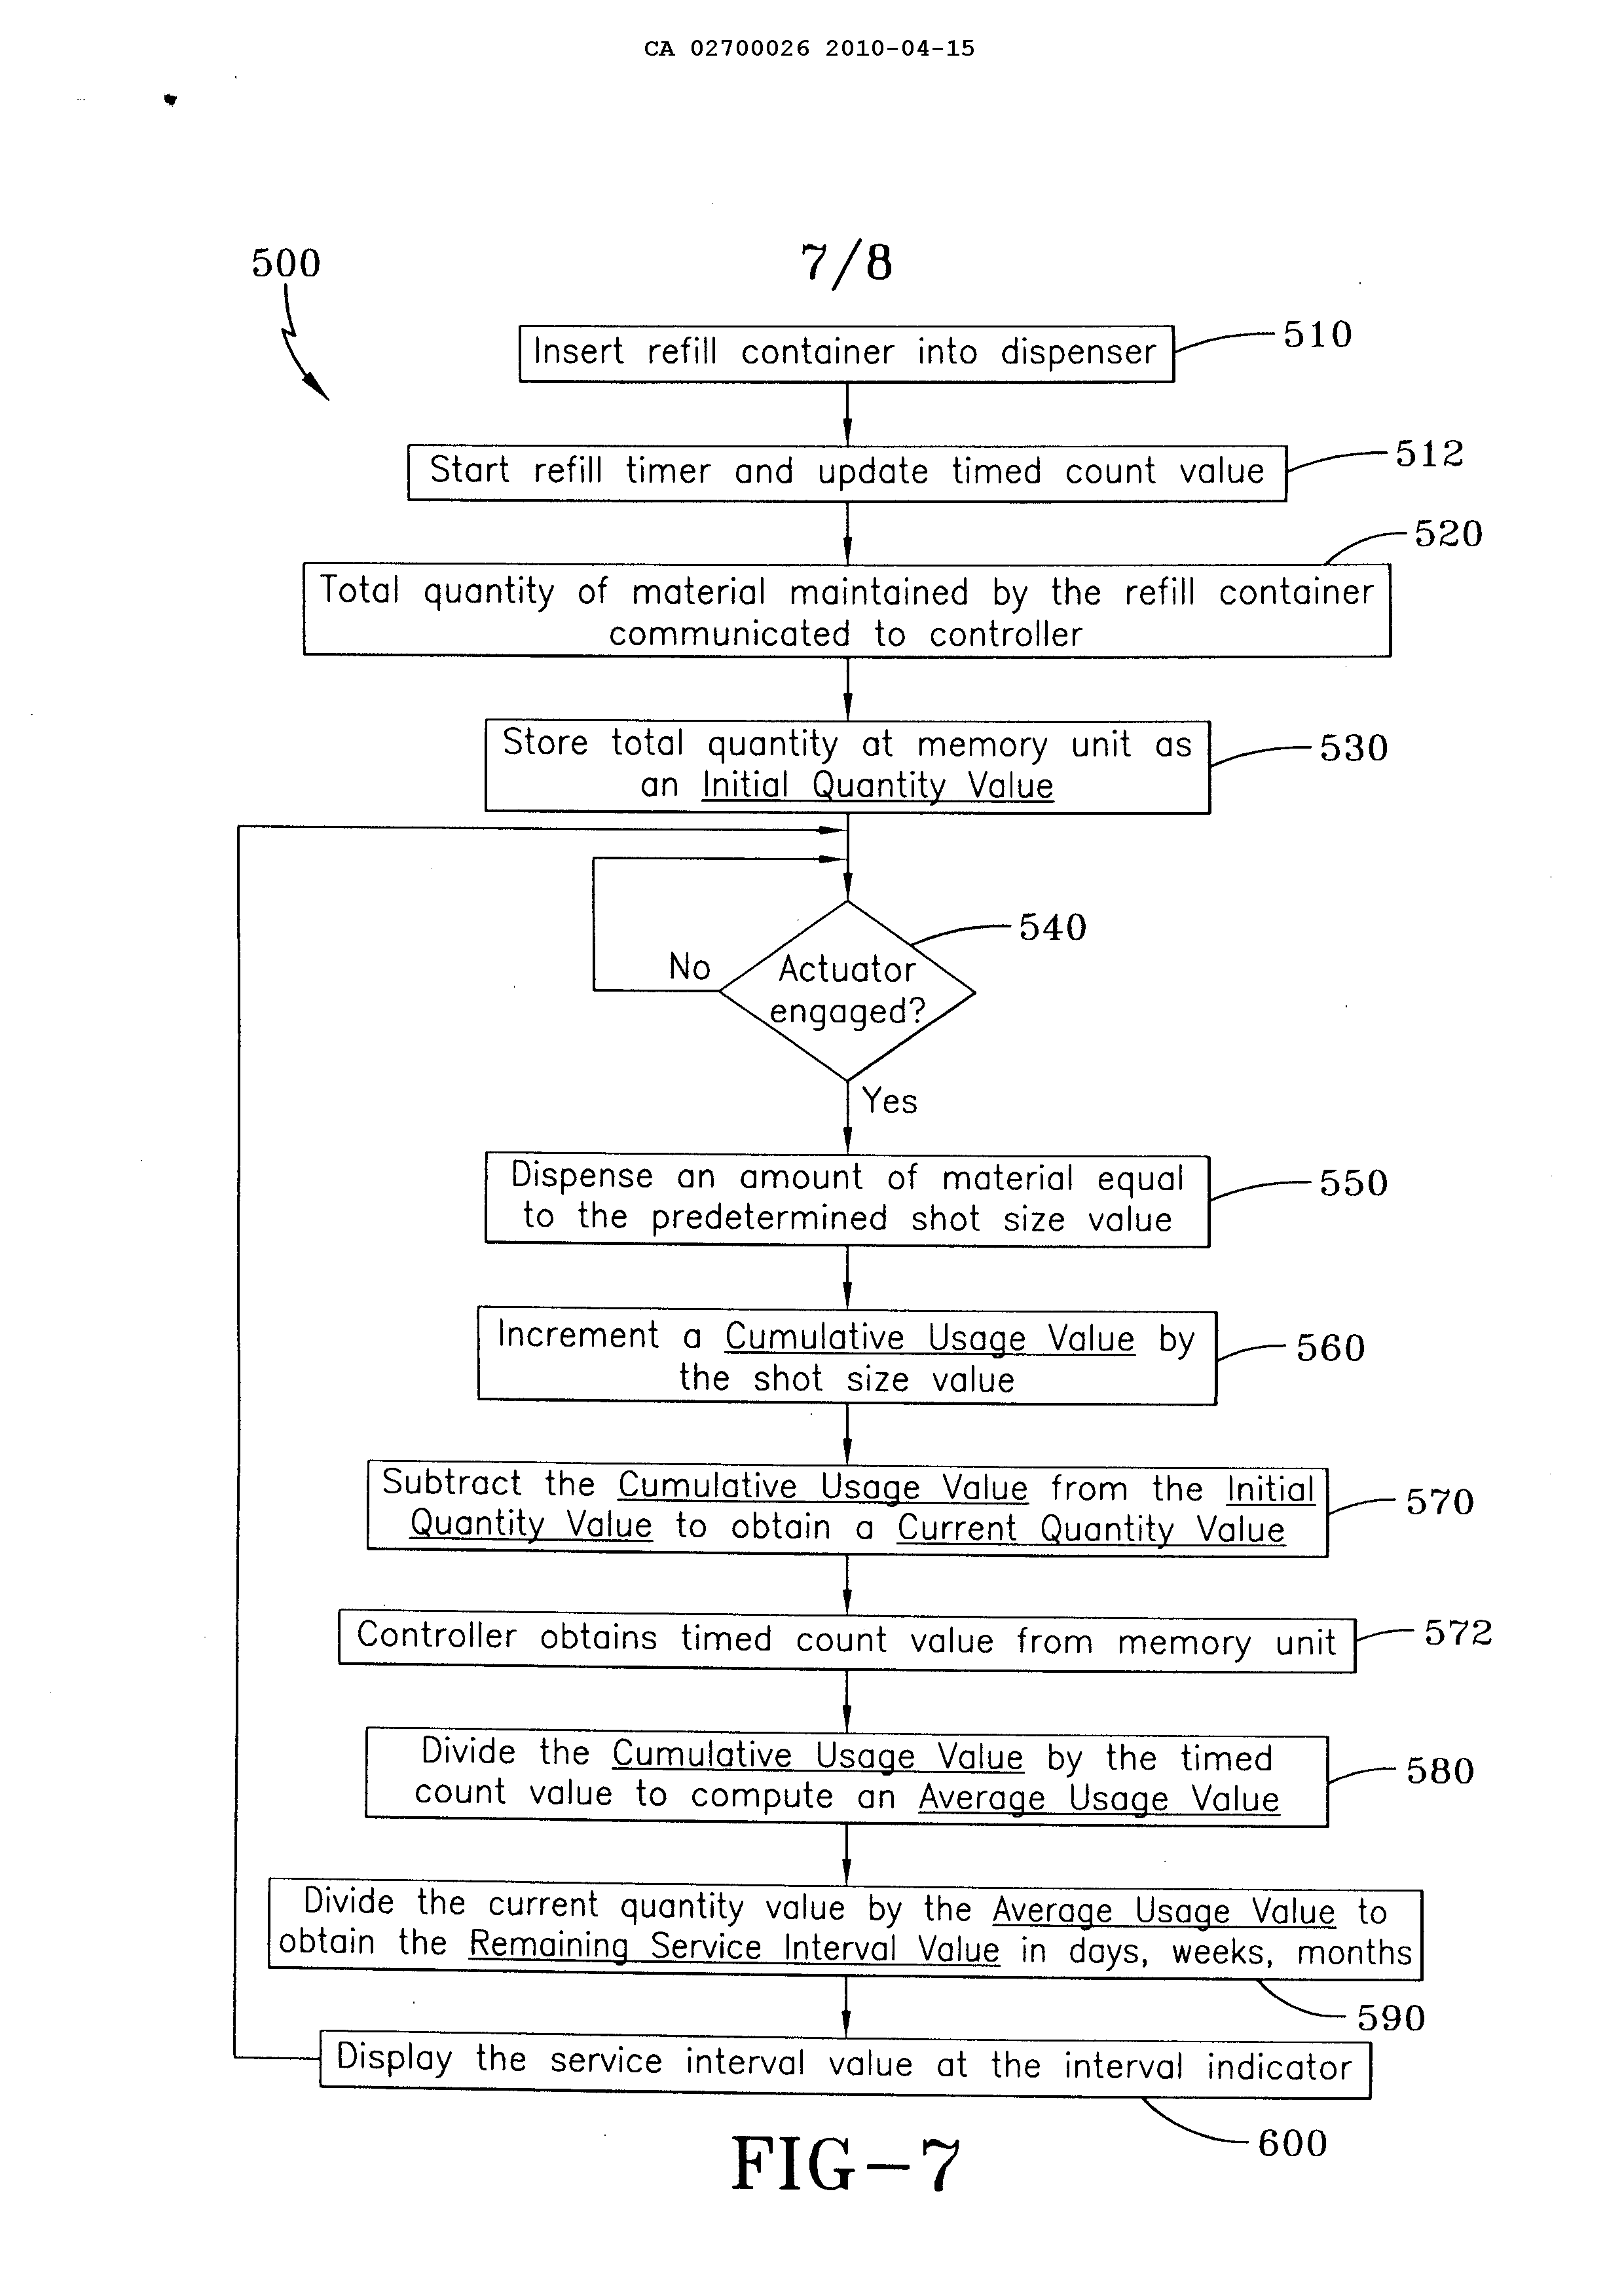 CA 02700026 2010-04-15
7/8
500
Insert refill container into dispenser
510
Start refill timer and update timed count value
512
520
Total quantity of material maintained by the refill container
communicated to controller
Store total quantity at memory unit as
an Initial Quantity Value
530
540
No
Actuator
engaged?
Yes
Dispense an amount of material equal
to the predetermined shot size value
550
Increment a Cumulative Usage Value by
the shot size value
560
Subtract the Cumulative Usage Value from the Initial
Quantity Value to obtain a Current Quantity Value
570
Controller obtains timed count value from memory unit
572
Divide the Cumulative Usage Value by the timed
count value to compute an Average Usage Value
580
Divide the current quantity value by the Average Usage Value to
obtain the Remaining Service Interval Value in days, weeks, months
590
Display the service interval value at the interval indicator
600
FIG-7